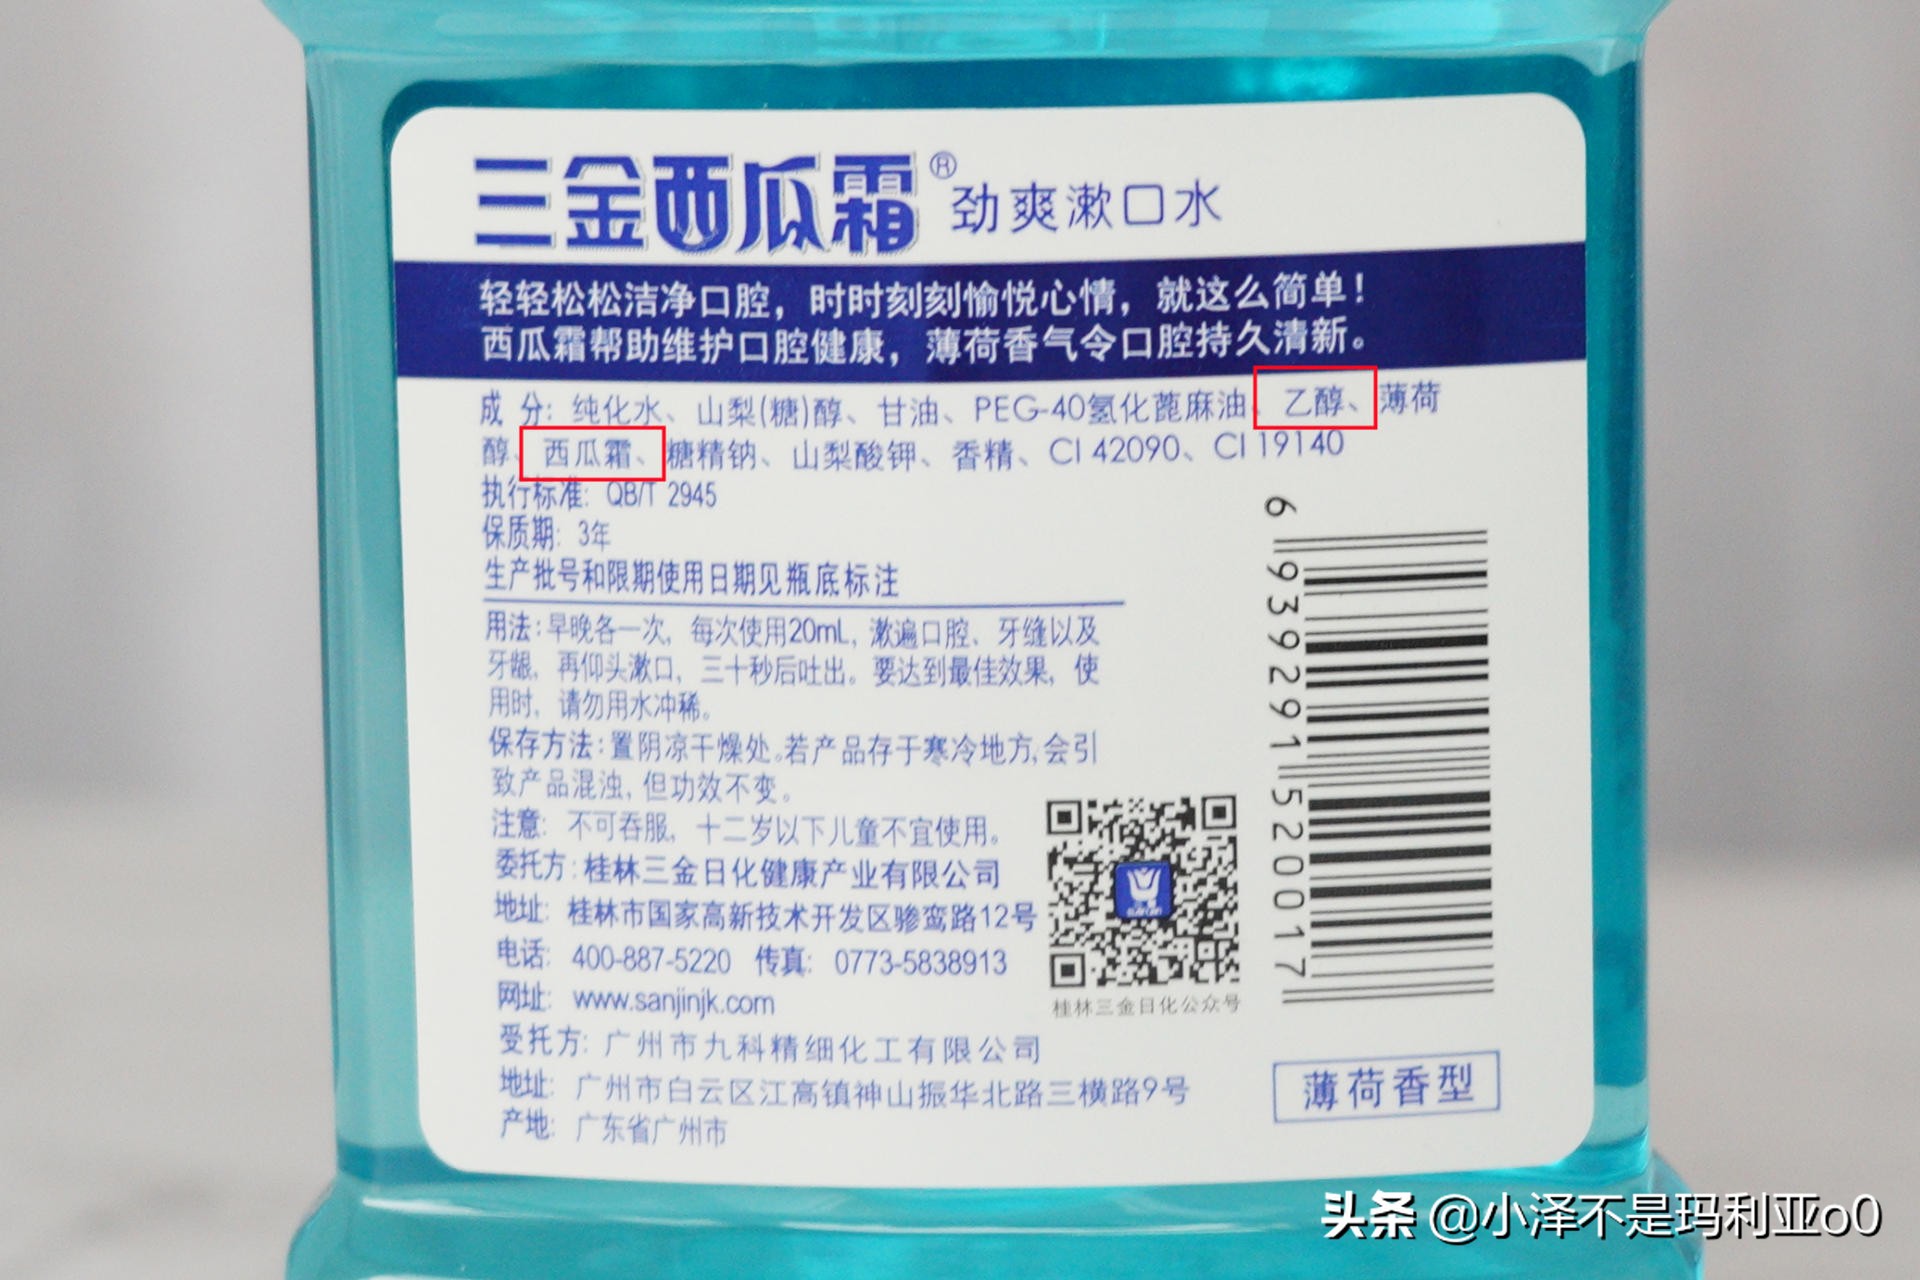 三金西瓜霜® 劲爽漱口水
轻轻松松洁净口腔，时时刻刻愉悦心情，就这么简单！
西瓜霜帮助维护口腔健康，薄荷香气令口腔持久清新。
成 分：纯化水、山梨(糖)醇、甘油、PEG-40氢化蓖麻油、乙醇、薄荷
醇、西瓜霜、糖精钠、山梨酸钾、香精、CI 42090、CI 19140
执行标准：QB/T 2945
保质期：3年
生产批号和限期使用日期见瓶底标注
用法：早晚各一次，每次使用20mL，漱遍口腔、牙缝以及
牙龈，再仰头漱口，三十秒后吐出。要达到最佳效果，使
用时，请勿用水冲稀。
保存方法：置阴凉干燥处。若产品存于寒冷地方，会引
致产品混浊，但功效不变。
注意：不可吞服，十二岁以下儿童不宜使用。
委托方：桂林三金日化健康产业有限公司
地址：桂林市国家高新技术开发区骖鸾路12号
电话：400-887-5220 传真：0773-5838913
网址：www.sanjinjk.com
受托方：广州市九科精细化工有限公司
地址：广州市白云区江高镇神山振华北路三横路9号
产地：广东省广州市
桂林三金日化公众号
6 939291 520017
薄荷香型
头条 @小泽不是玛利亚o0